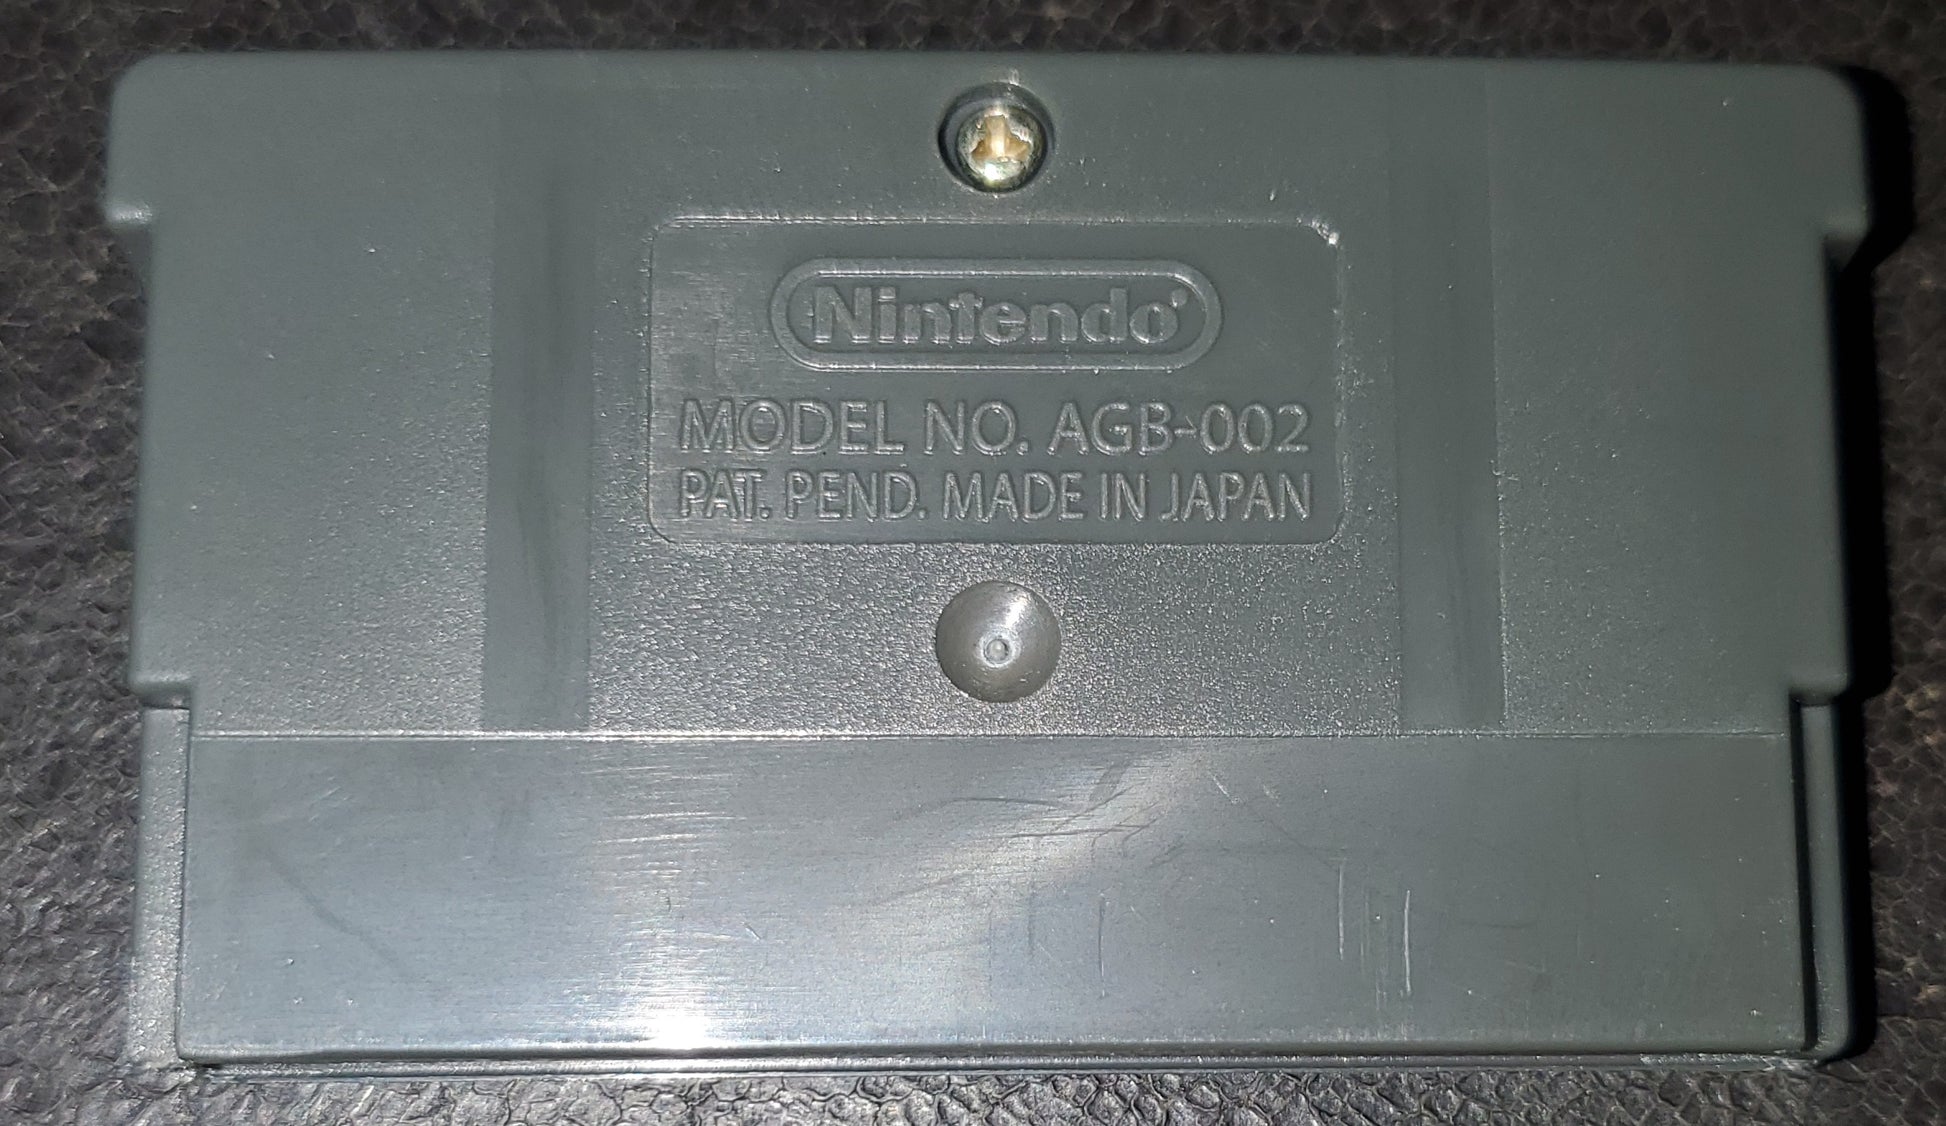 Nintendo
MODEL NO. AGB-002
PAT. PEND. MADE IN JAPAN